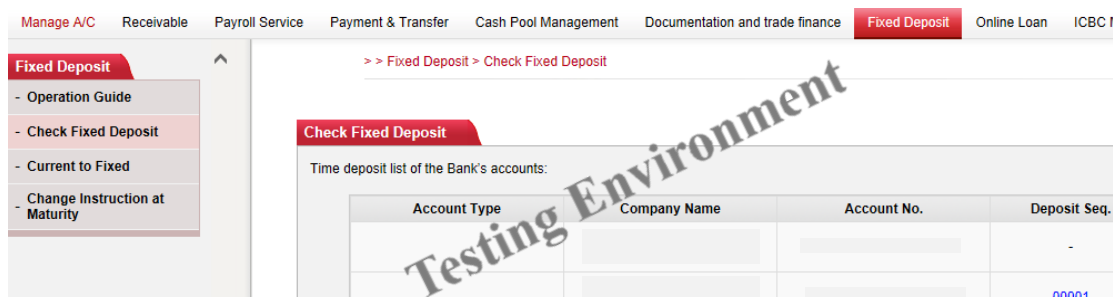 Manage A/C Receivable Payroll Service Payment & Transfer Cash Pool Management Documentation and trade finance Fixed Deposit Online Loan ICBC
Fixed Deposit
- Operation Guide
- Check Fixed Deposit
- Current to Fixed
- Change Instruction at
Maturity
> > Fixed Deposit > Check Fixed Deposit
Check Fixed Deposit
Time deposit list of the Bank's accounts:
Account Type Company Name Account No. Deposit Seq.
-
00001
Testing Environment